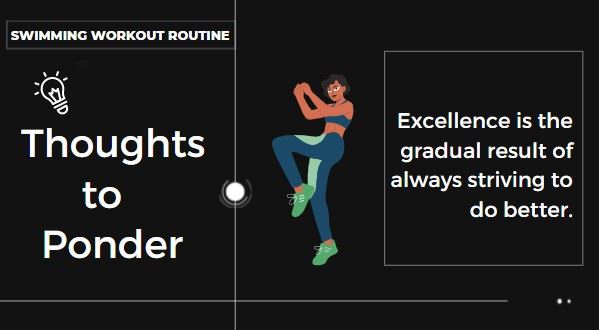 SWIMMING WORKOUT ROUTINE
Thoughts
to
Ponder
Excellence is the
gradual result of
always striving to
do better.